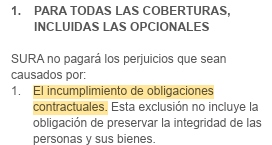 1. PARA TODAS LAS COBERTURAS,
INCLUIDAS LAS OPCIONALES
SURA no pagará los perjuicios que sean
causados por:
1. El incumplimiento de obligaciones
contractuales. Esta exclusión no incluye la
obligación de preservar la integridad de las
personas y sus bienes.